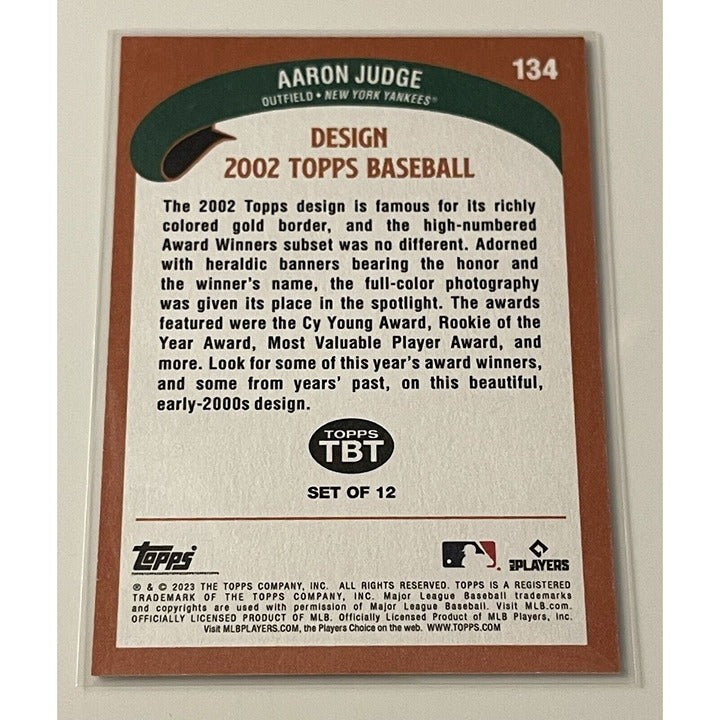 AARON JUDGE
134
OUTFIELD • NEW YORK YANKEES®
DESIGN
2002 TOPPS BASEBALL
The 2002 Topps design is famous for its richly
colored gold border, and the high-numbered
Award Winners subset was no different. Adorned
with heraldic banners bearing the honor and
the winner's name, the full-color photography
was given its place in the spotlight. The awards
featured were the Cy Young Award, Rookie of
the Year Award, Most Valuable Player Award, and
more. Look for some of this year's award winners,
and some from years' past, on this beautiful,
early-2000s design.
TOPPS
TBT
SET OF 12
topps
MLB PLAYERS
® & © 2023 THE TOPPS COMPANY, INC. ALL RIGHTS RESERVED. TOPPS IS A REGISTERED
TRADEMARK OF THE TOPPS COMPANY, INC. Major League Baseball trademarks
and copyrights are used with permission of Major League Baseball. Visit MLB.com.
OFFICIALLY LICENSED PRODUCT OF MLB. Officially Licensed Product of MLB Players, Inc.
Visit MLBPLAYERS.COM, the Players Choice on the web. WWW.TOPPS.COM